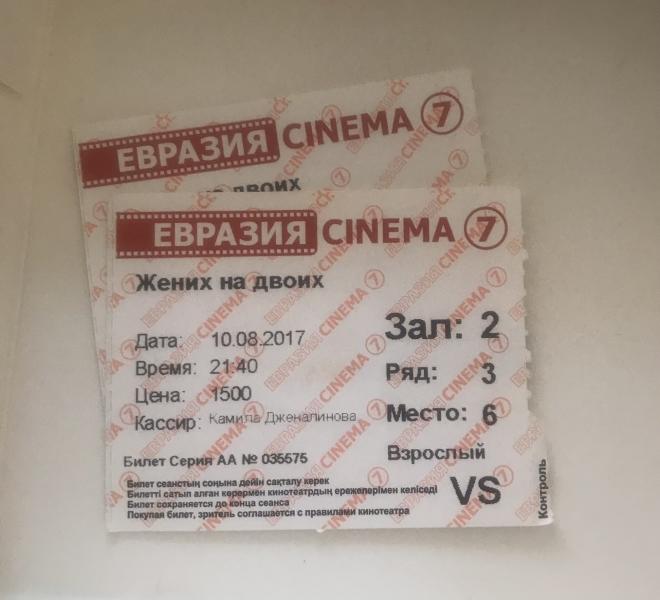 ЕВРАЗИЯ CINEMA 7
на двоих
ЕВРАЗИЯ CINEMA 7
Жених на двоих
Дата: 10.08.2017
Время: 21:40
Цена: 1500
Кассир: Камила Дженалинова
Зал: 2
Ряд: 3
Место: 6
Взрослый
Билет Серия АА № 035575
VS
Билет сеанстың соңына дейін сақталу керек
Билетті сатып алған көрермен кинотеатрдың ережелерімен келіседі
Билет сохраняется до конца сеанса
Покупая билет, зритель соглашается с правилами кинотеатра
Контроль